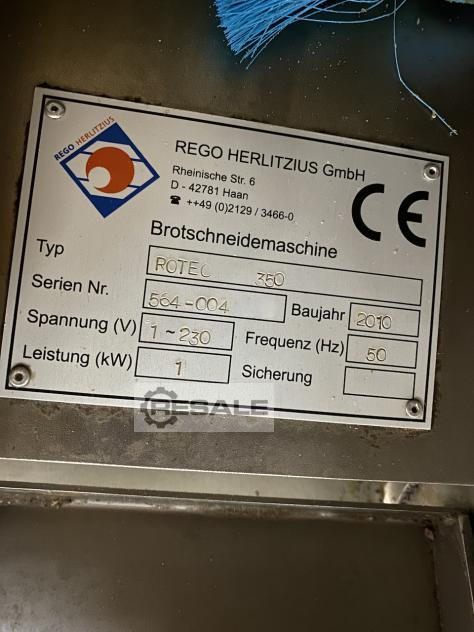 REGO HERLITZIUS
REGO HERLITZIUS GmbH
Rheinische Str. 6
D - 42781 Haan
☎ ++49 (0)2129 / 3466-0
CE
Brotschneidemaschine
Typ ROTEC 350
Serien Nr. 564-004 Baujahr 2010
Spannung (V) 1~230 Frequenz (Hz) 50
Leistung (kW) 1 Sicherung
RESALE